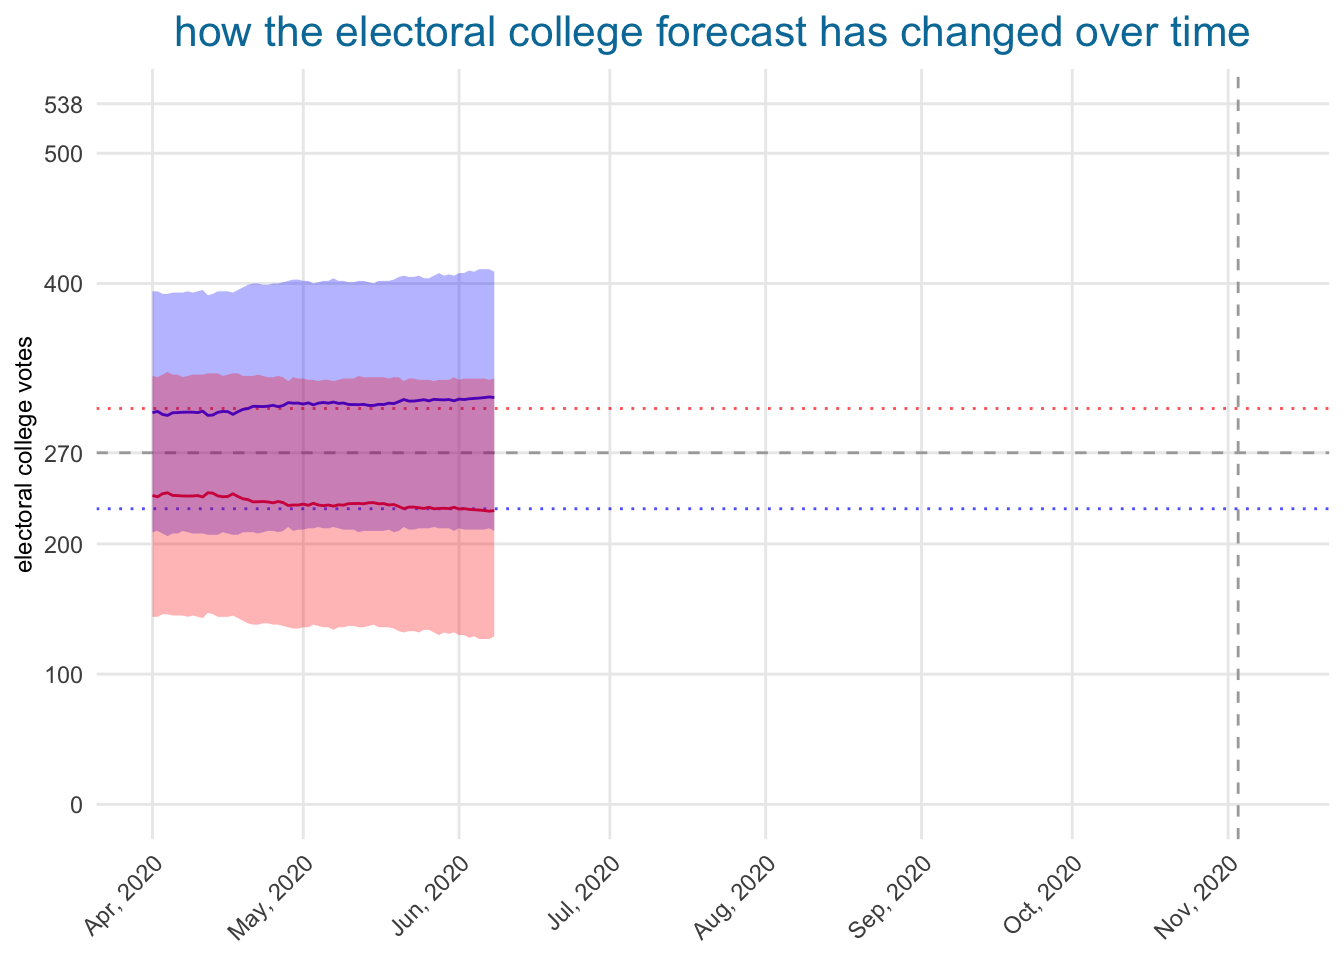 how the electoral college forecast has changed over time
538
500
400
270
200
100
0
electoral college votes
Apr, 2020
May, 2020
Jun, 2020
Jul, 2020
Aug, 2020
Sep, 2020
Oct, 2020
Nov, 2020